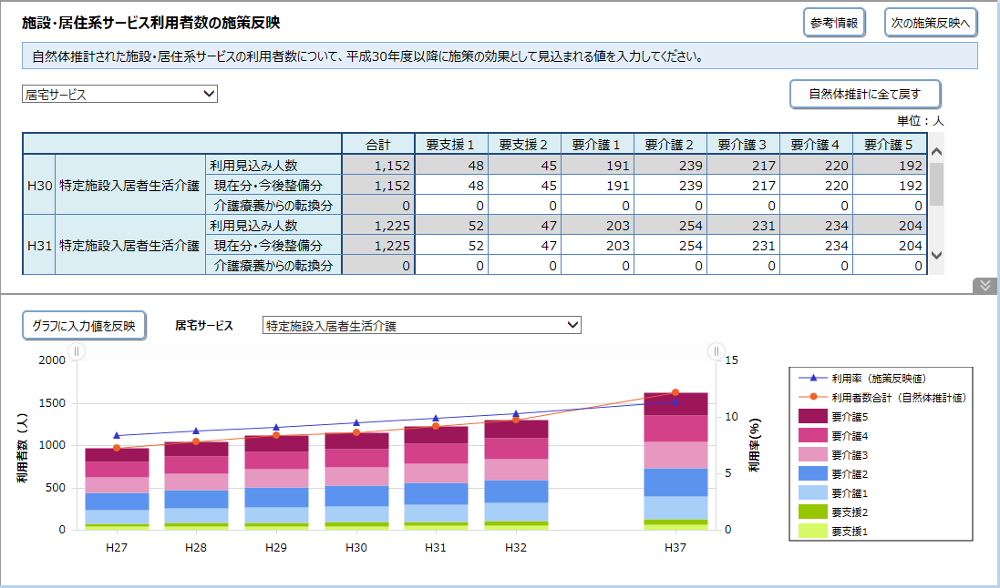 施設・居住系サービス利用者数の施策反映
参考情報
次の施策反映へ
自然体推計された施設・居住系サービスの利用者数について、平成30年度以降に施策の効果として見込まれる値を入力してください。
居宅サービス
自然体推計に全て戻す
単位：人
合計 要支援1 要支援2 要介護1 要介護2 要介護3 要介護4 要介護5
H30 特定施設入居者生活介護
利用見込み人数 1,152 48 45 191 239 217 220 192
現在分・今後整備分 1,152 48 45 191 239 217 220 192
介護療養からの転換分 0 0 0 0 0 0 0 0
H31 特定施設入居者生活介護
利用見込み人数 1,225 52 47 203 254 231 234 204
現在分・今後整備分 1,225 52 47 203 254 231 234 204
介護療養からの転換分 0 0 0 0 0 0 0 0
グラフに入力値を反映
居宅サービス
特定施設入居者生活介護
利用者数（人）
2000
1500
1000
500
0
15
10
5
0
利用率(%)
H27 H28 H29 H30 H31 H32 H37
利用率（施策反映値）
利用者数合計（自然体推計値）
要介護5
要介護4
要介護3
要介護2
要介護1
要支援2
要支援1